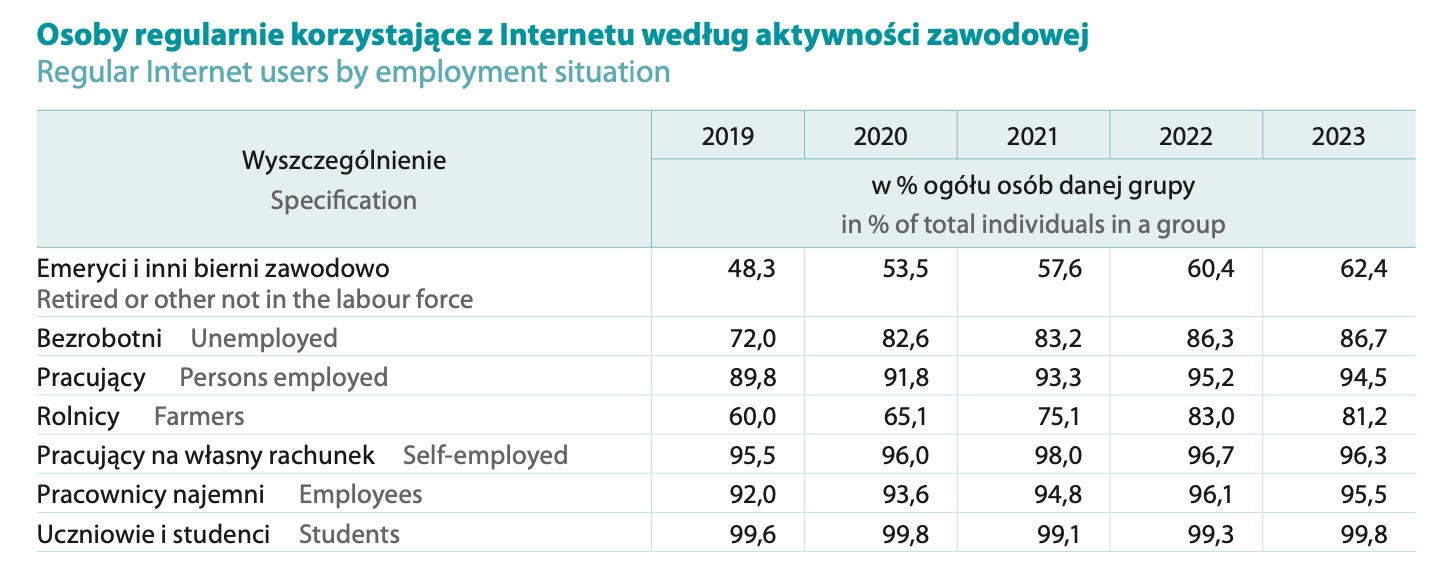 Osoby regularnie korzystające z Internetu według aktywności zawodowej
Regular Internet users by employment situation
Wyszczególnienie
Specification
2019 2020 2021 2022 2023
w % ogółu osób danej grupy
in % of total individuals in a group
Emeryci i inni bierni zawodowo 48,3 53,5 57,6 60,4 62,4
Retired or other not in the labour force
Bezrobotni Unemployed 72,0 82,6 83,2 86,3 86,7
Pracujący Persons employed 89,8 91,8 93,3 95,2 94,5
Rolnicy Farmers 60,0 65,1 75,1 83,0 81,2
Pracujący na własny rachunek Self-employed 95,5 96,0 98,0 96,7 96,3
Pracownicy najemni Employees 92,0 93,6 94,8 96,1 95,5
Uczniowie i studenci Students 99,6 99,8 99,1 99,3 99,8